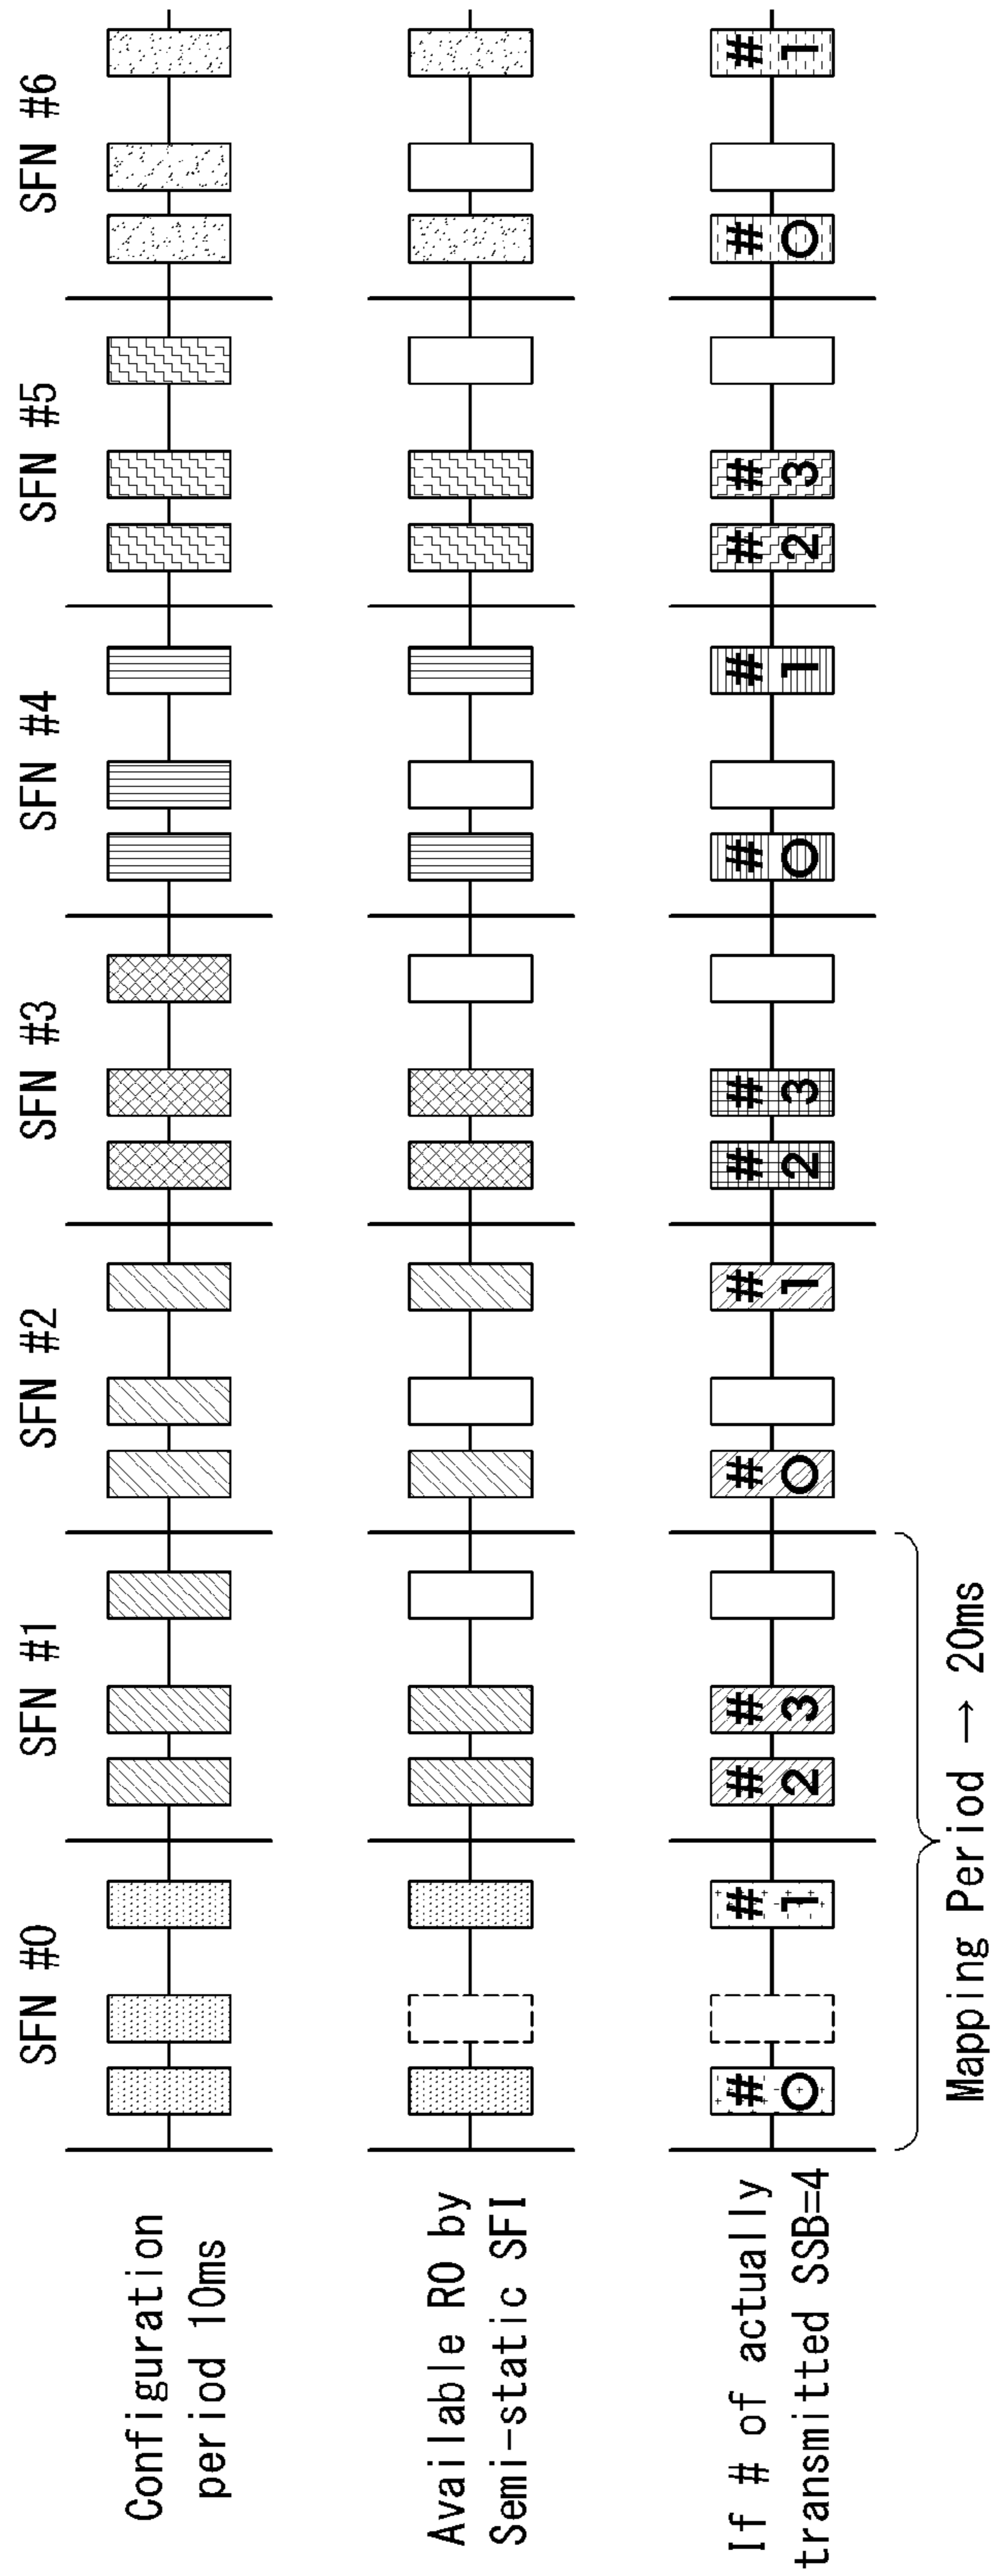 SFN #0 SFN #1 SFN #2 SFN #3 SFN #4 SFN #5 SFN #6
Configuration
period 10ms
Available RO by
Semi-static SFI
If # of actually
transmitted SSB=4
#0 #1 #2 #3 #0 #1 #2 #3 #0 #1 #2 #3 #0 #1
Mapping Period → 20ms